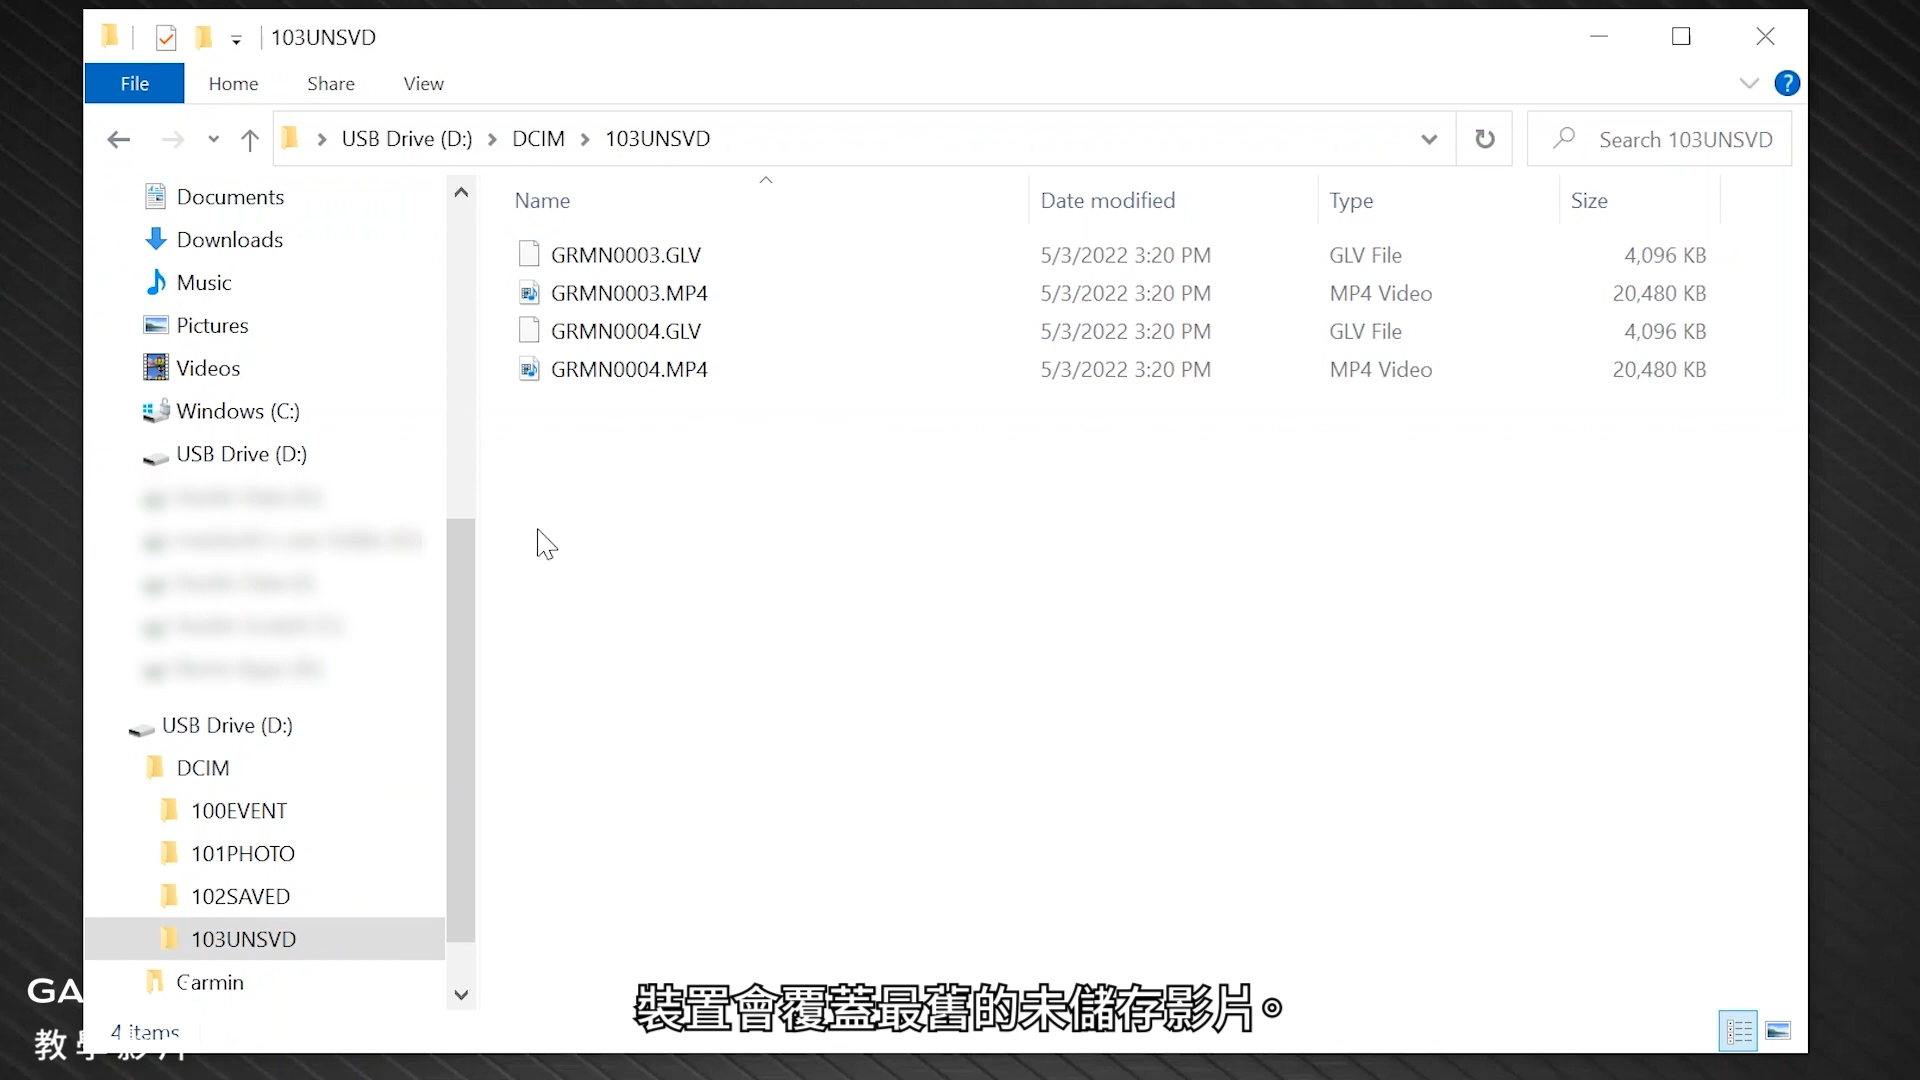 103UNSVD
File Home Share View
USB Drive (D:) DCIM 103UNSVD
Search 103UNSVD
Name Date modified Type Size
GRMN0003.GLV 5/3/2022 3:20 PM GLV File 4,096 KB
GRMN0003.MP4 5/3/2022 3:20 PM MP4 Video 20,480 KB
GRMN0004.GLV 5/3/2022 3:20 PM GLV File 4,096 KB
GRMN0004.MP4 5/3/2022 3:20 PM MP4 Video 20,480 KB
Documents
Downloads
Music
Pictures
Videos
Windows (C:)
USB Drive (D:)
USB Drive (D:)
DCIM
100EVENT
101PHOTO
102SAVED
103UNSVD
Garmin
4 items
GA
教學影片
裝置會覆蓋最舊的未儲存影片。